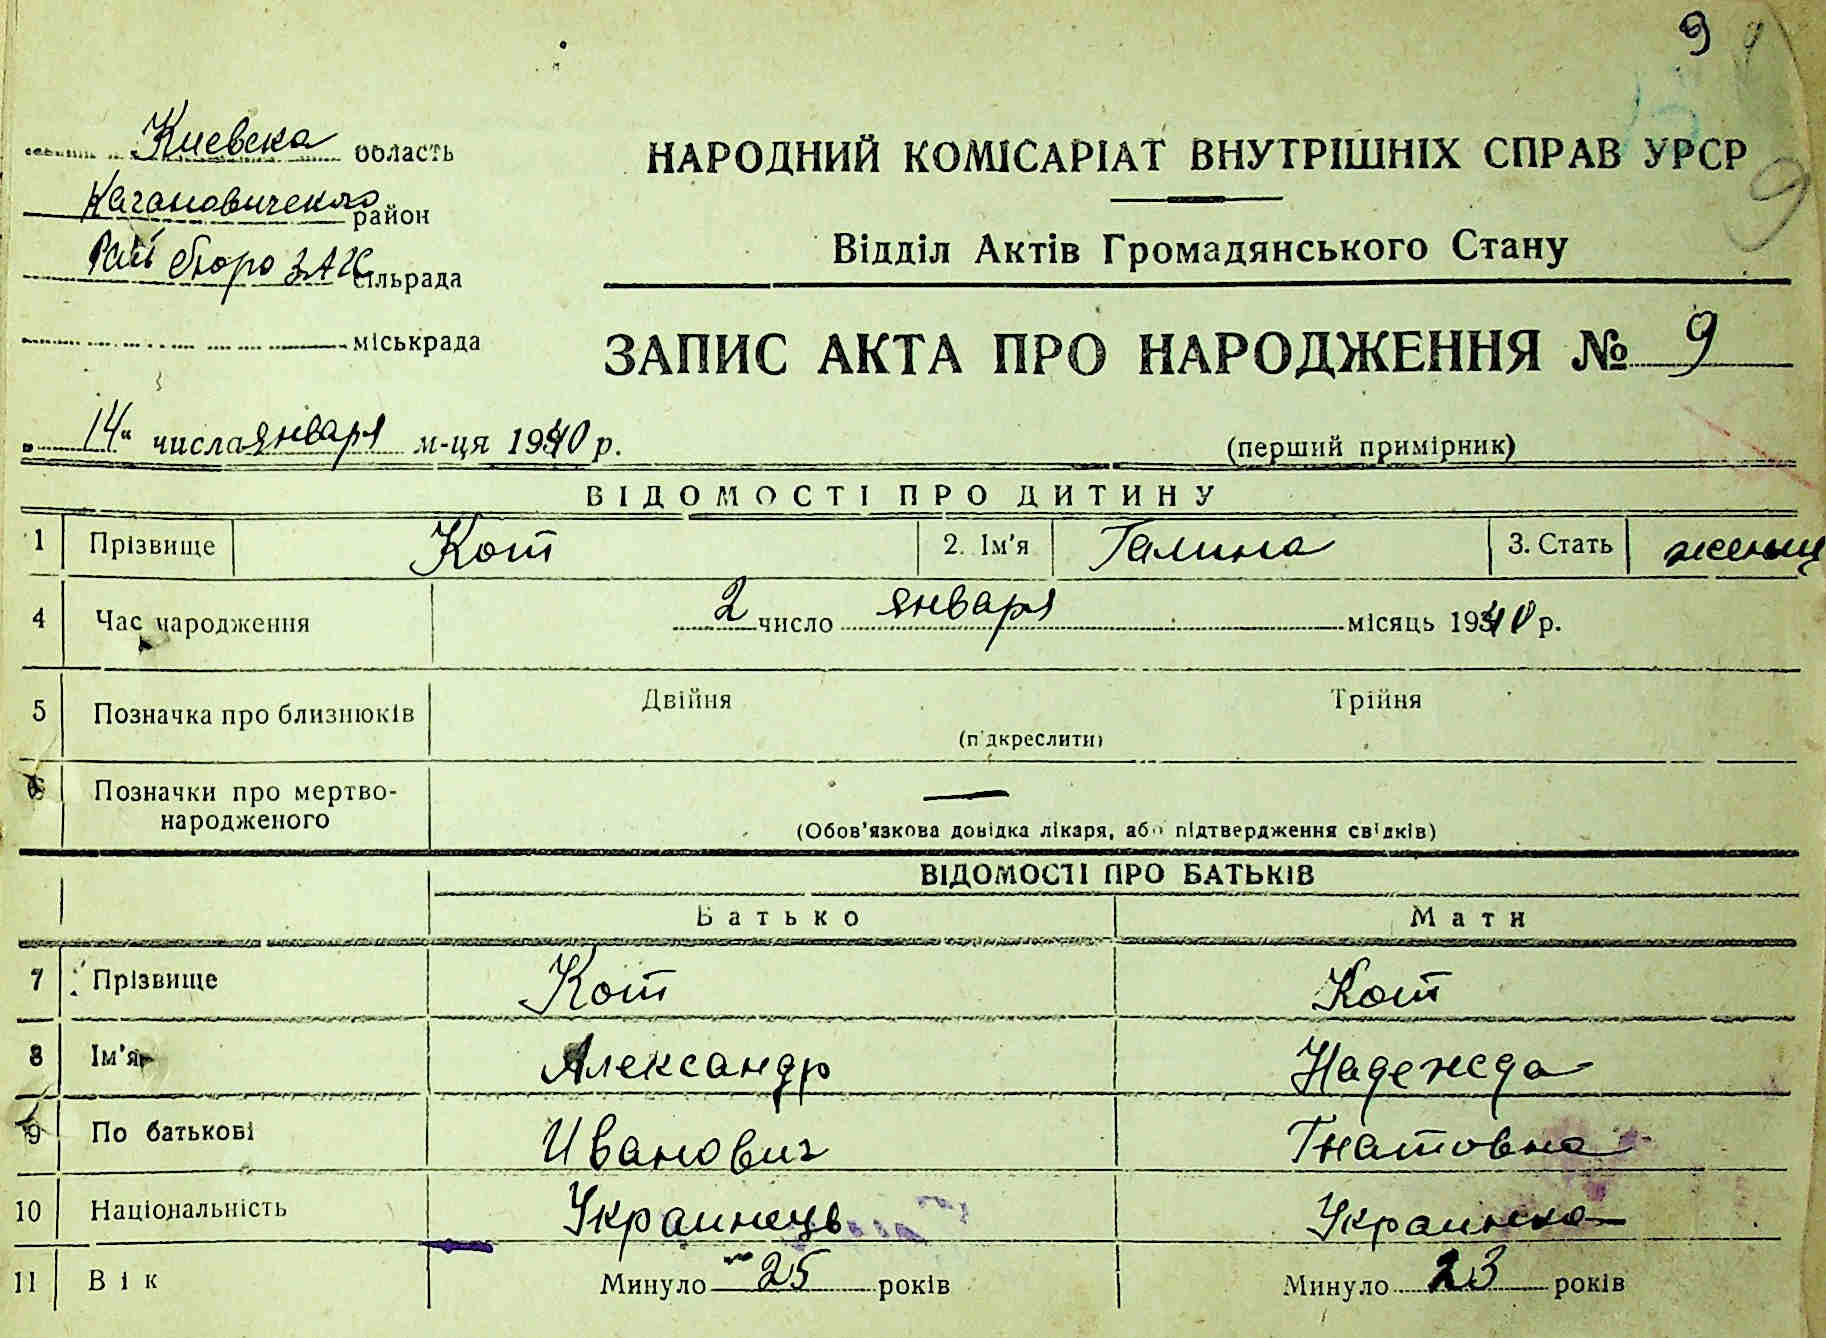 9 9
Киевска область
НАРОДНИЙ КОМІСАРІАТ ВНУТРІШНІХ СПРАВ УРСР
9
Кагановическо район
Відділ Актів Громадянського Стану
Рай бюро ЗАГС сільрада
міськрада
ЗАПИС АКТА ПРО НАРОДЖЕННЯ № 9
„14“ числа января м-ця 1940 р.
(перший примірник)
ВІДОМОСТІ ПРО ДИТИНУ
1 Прізвище Кот 2. Ім'я Галина 3. Стать женщ
4 Час народження 2 число января місяць 1940 р.
5 Позначка про близнюків Двійня Трійня
(підкреслити)
6 Позначки про мертво-
народженого —
(Обов'язкова довідка лікаря, або підтвердження свідків)
ВІДОМОСТІ ПРО БАТЬКІВ
Батько Мати
7 Прізвище Кот Кот
8 Ім'я Александр Надежда
9 По батькові Иванович Гнатовна
10 Національність Украинець Украинка
11 Вік Минуло 25 років Минуло 23 років